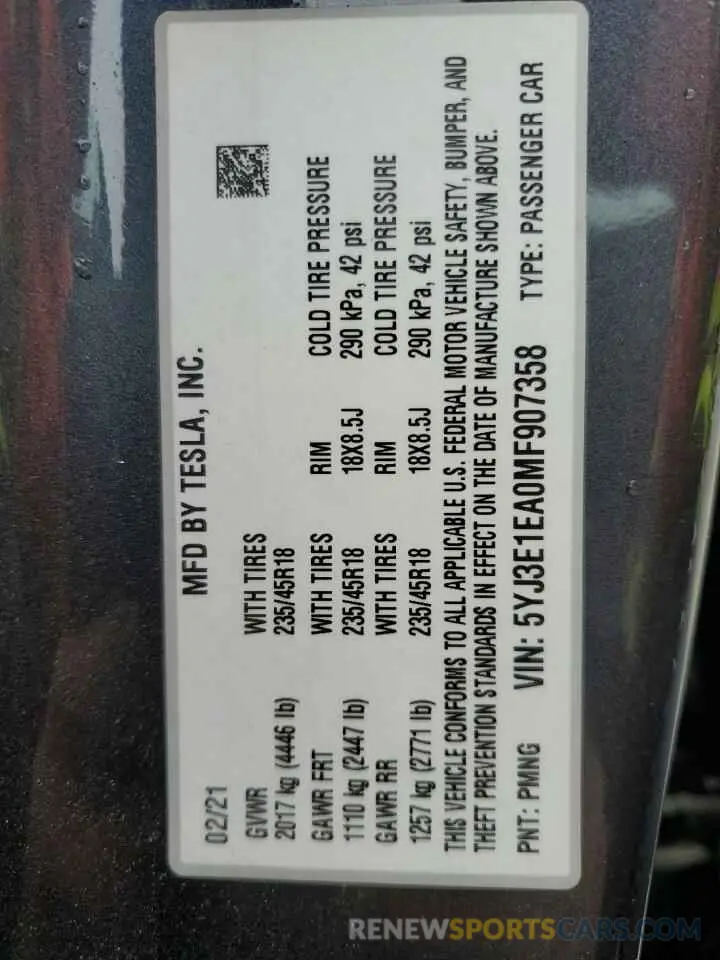 MFD BY TESLA, INC.
02/21
GVWR WITH TIRES
2017 kg (4446 lb) 235/45R18
GAWR FRT WITH TIRES RIM COLD TIRE PRESSURE
1110 kg (2447 lb) 235/45R18 18X8.5J 290 kPa, 42 psi
GAWR RR WITH TIRES RIM COLD TIRE PRESSURE
1257 kg (2771 lb) 235/45R18 18X8.5J 290 kPa, 42 psi
THIS VEHICLE CONFORMS TO ALL APPLICABLE U.S. FEDERAL MOTOR VEHICLE SAFETY, BUMPER, AND
THEFT PREVENTION STANDARDS IN EFFECT ON THE DATE OF MANUFACTURE SHOWN ABOVE.
PNT: PMNG VIN: 5YJ3E1EA0MF907358 TYPE: PASSENGER CAR
RENEWSPORTSCAR.COM